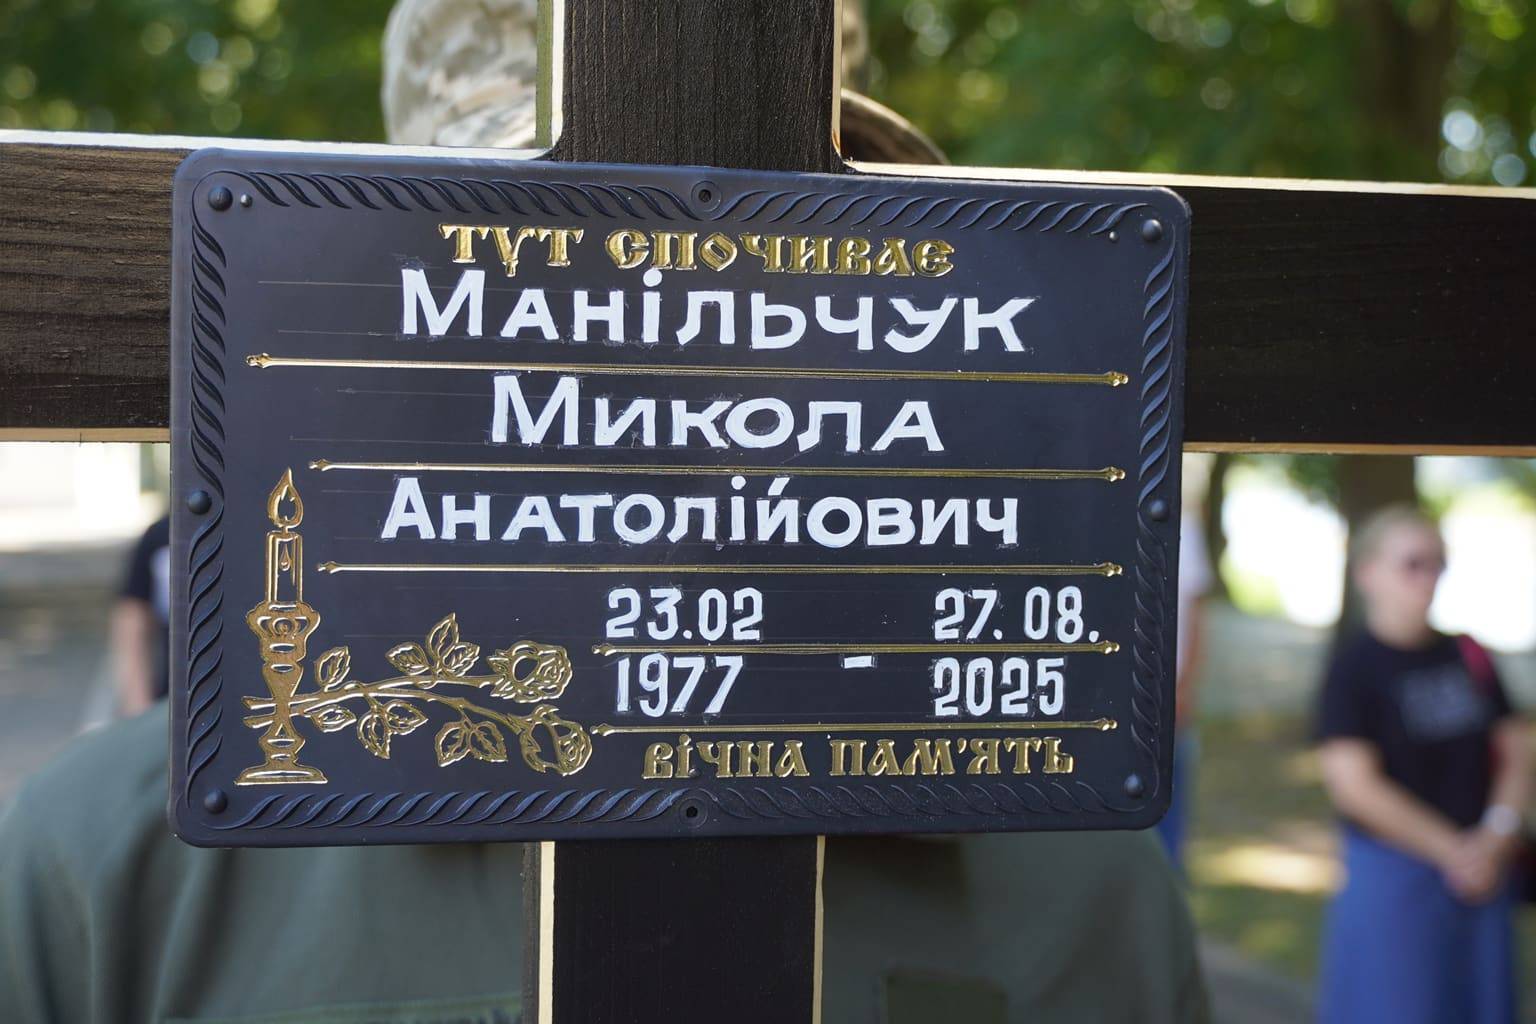 ТУТ СПОЧИВАЄ
Манільчук
Микола
Анатолійович
23.02 27.08.
1977 - 2025
ВІЧНА ПАМ'ЯТЬ